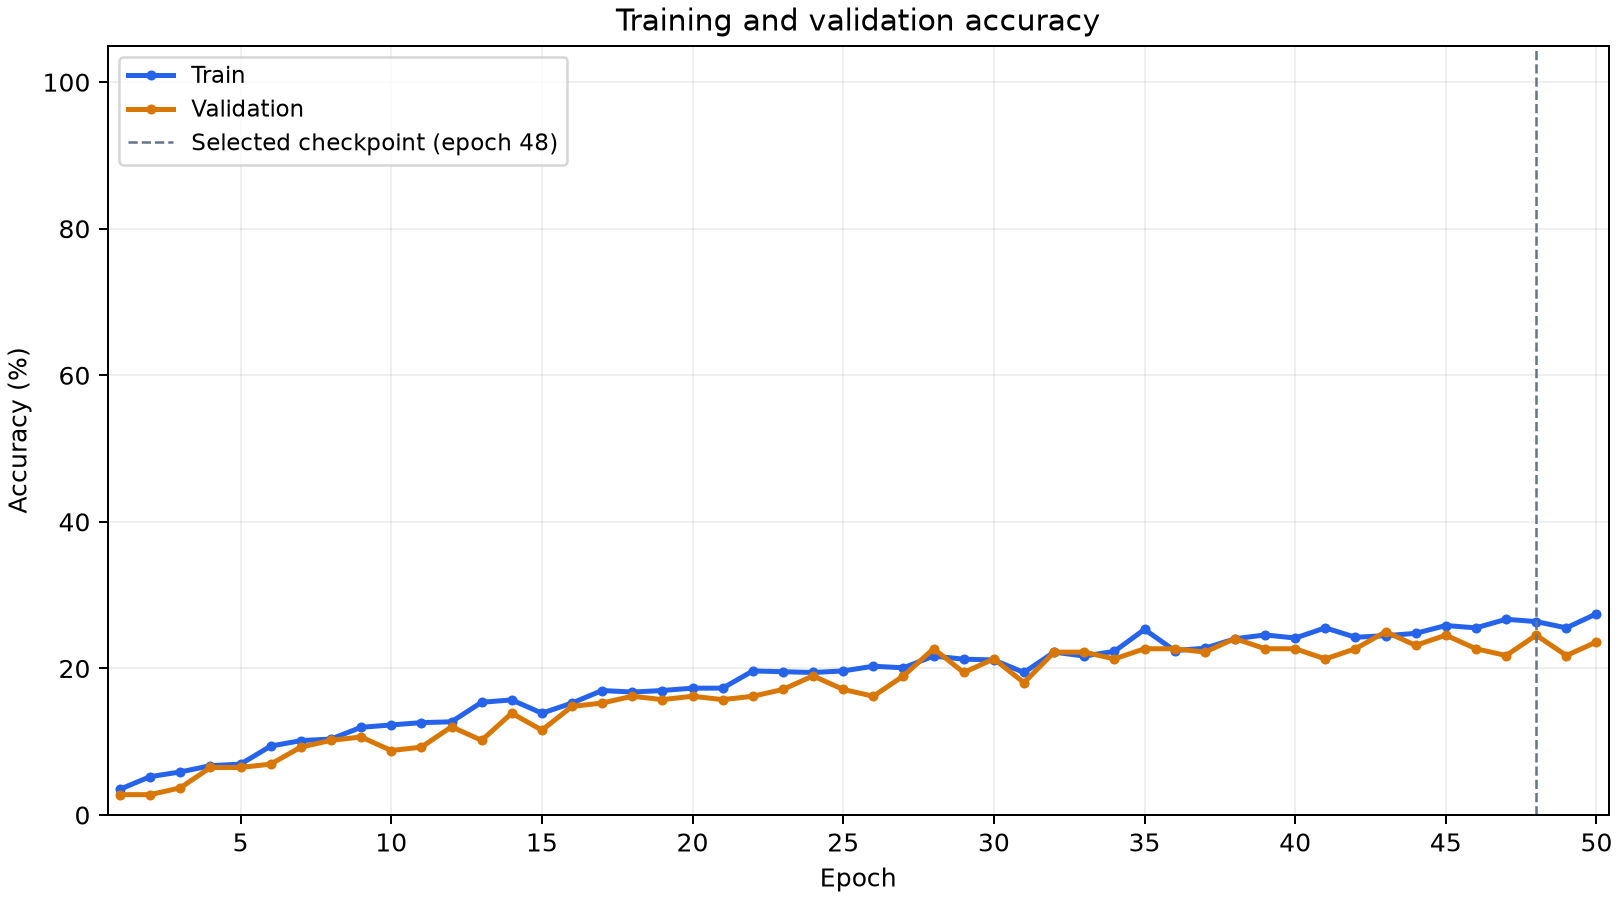 Training and validation accuracy
Train
Validation
Selected checkpoint (epoch 48)
Accuracy (%)
100
80
60
40
20
0
5 10 15 20 25 30 35 40 45 50
Epoch